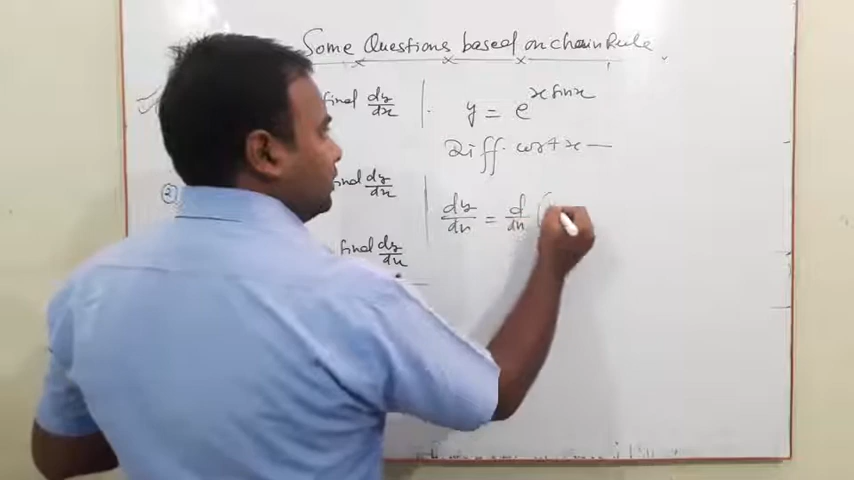 Some Questions based on chain Rule.
find dy/dx
y = e^(x sin x)
Diff. w.r.t x —
② find dy/dx
dy/dx = d/dx (
find dy/dx